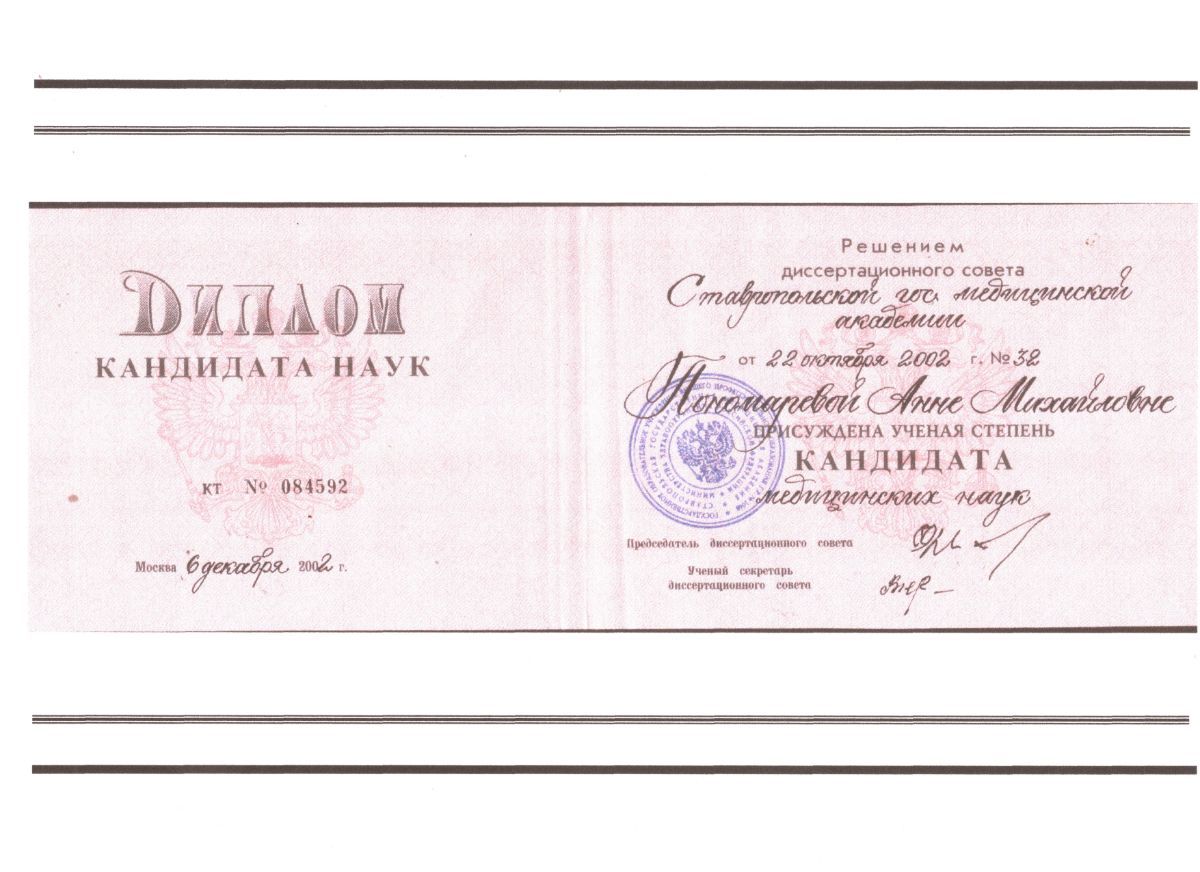 ДИПЛОМ
КАНДИДАТА НАУК
КТ № 084592
Москва 6 декабря 2002 г.
Решением
диссертационного совета
Ставропольской гос. медицинской
академии
от 22 октября 2002 г. № 32
Пономаревой Анне Михайловне
ПРИСУЖДЕНА УЧЕНАЯ СТЕПЕНЬ
КАНДИДАТА
медицинских наук
Председатель диссертационного совета
Ученый секретарь
диссертационного совета